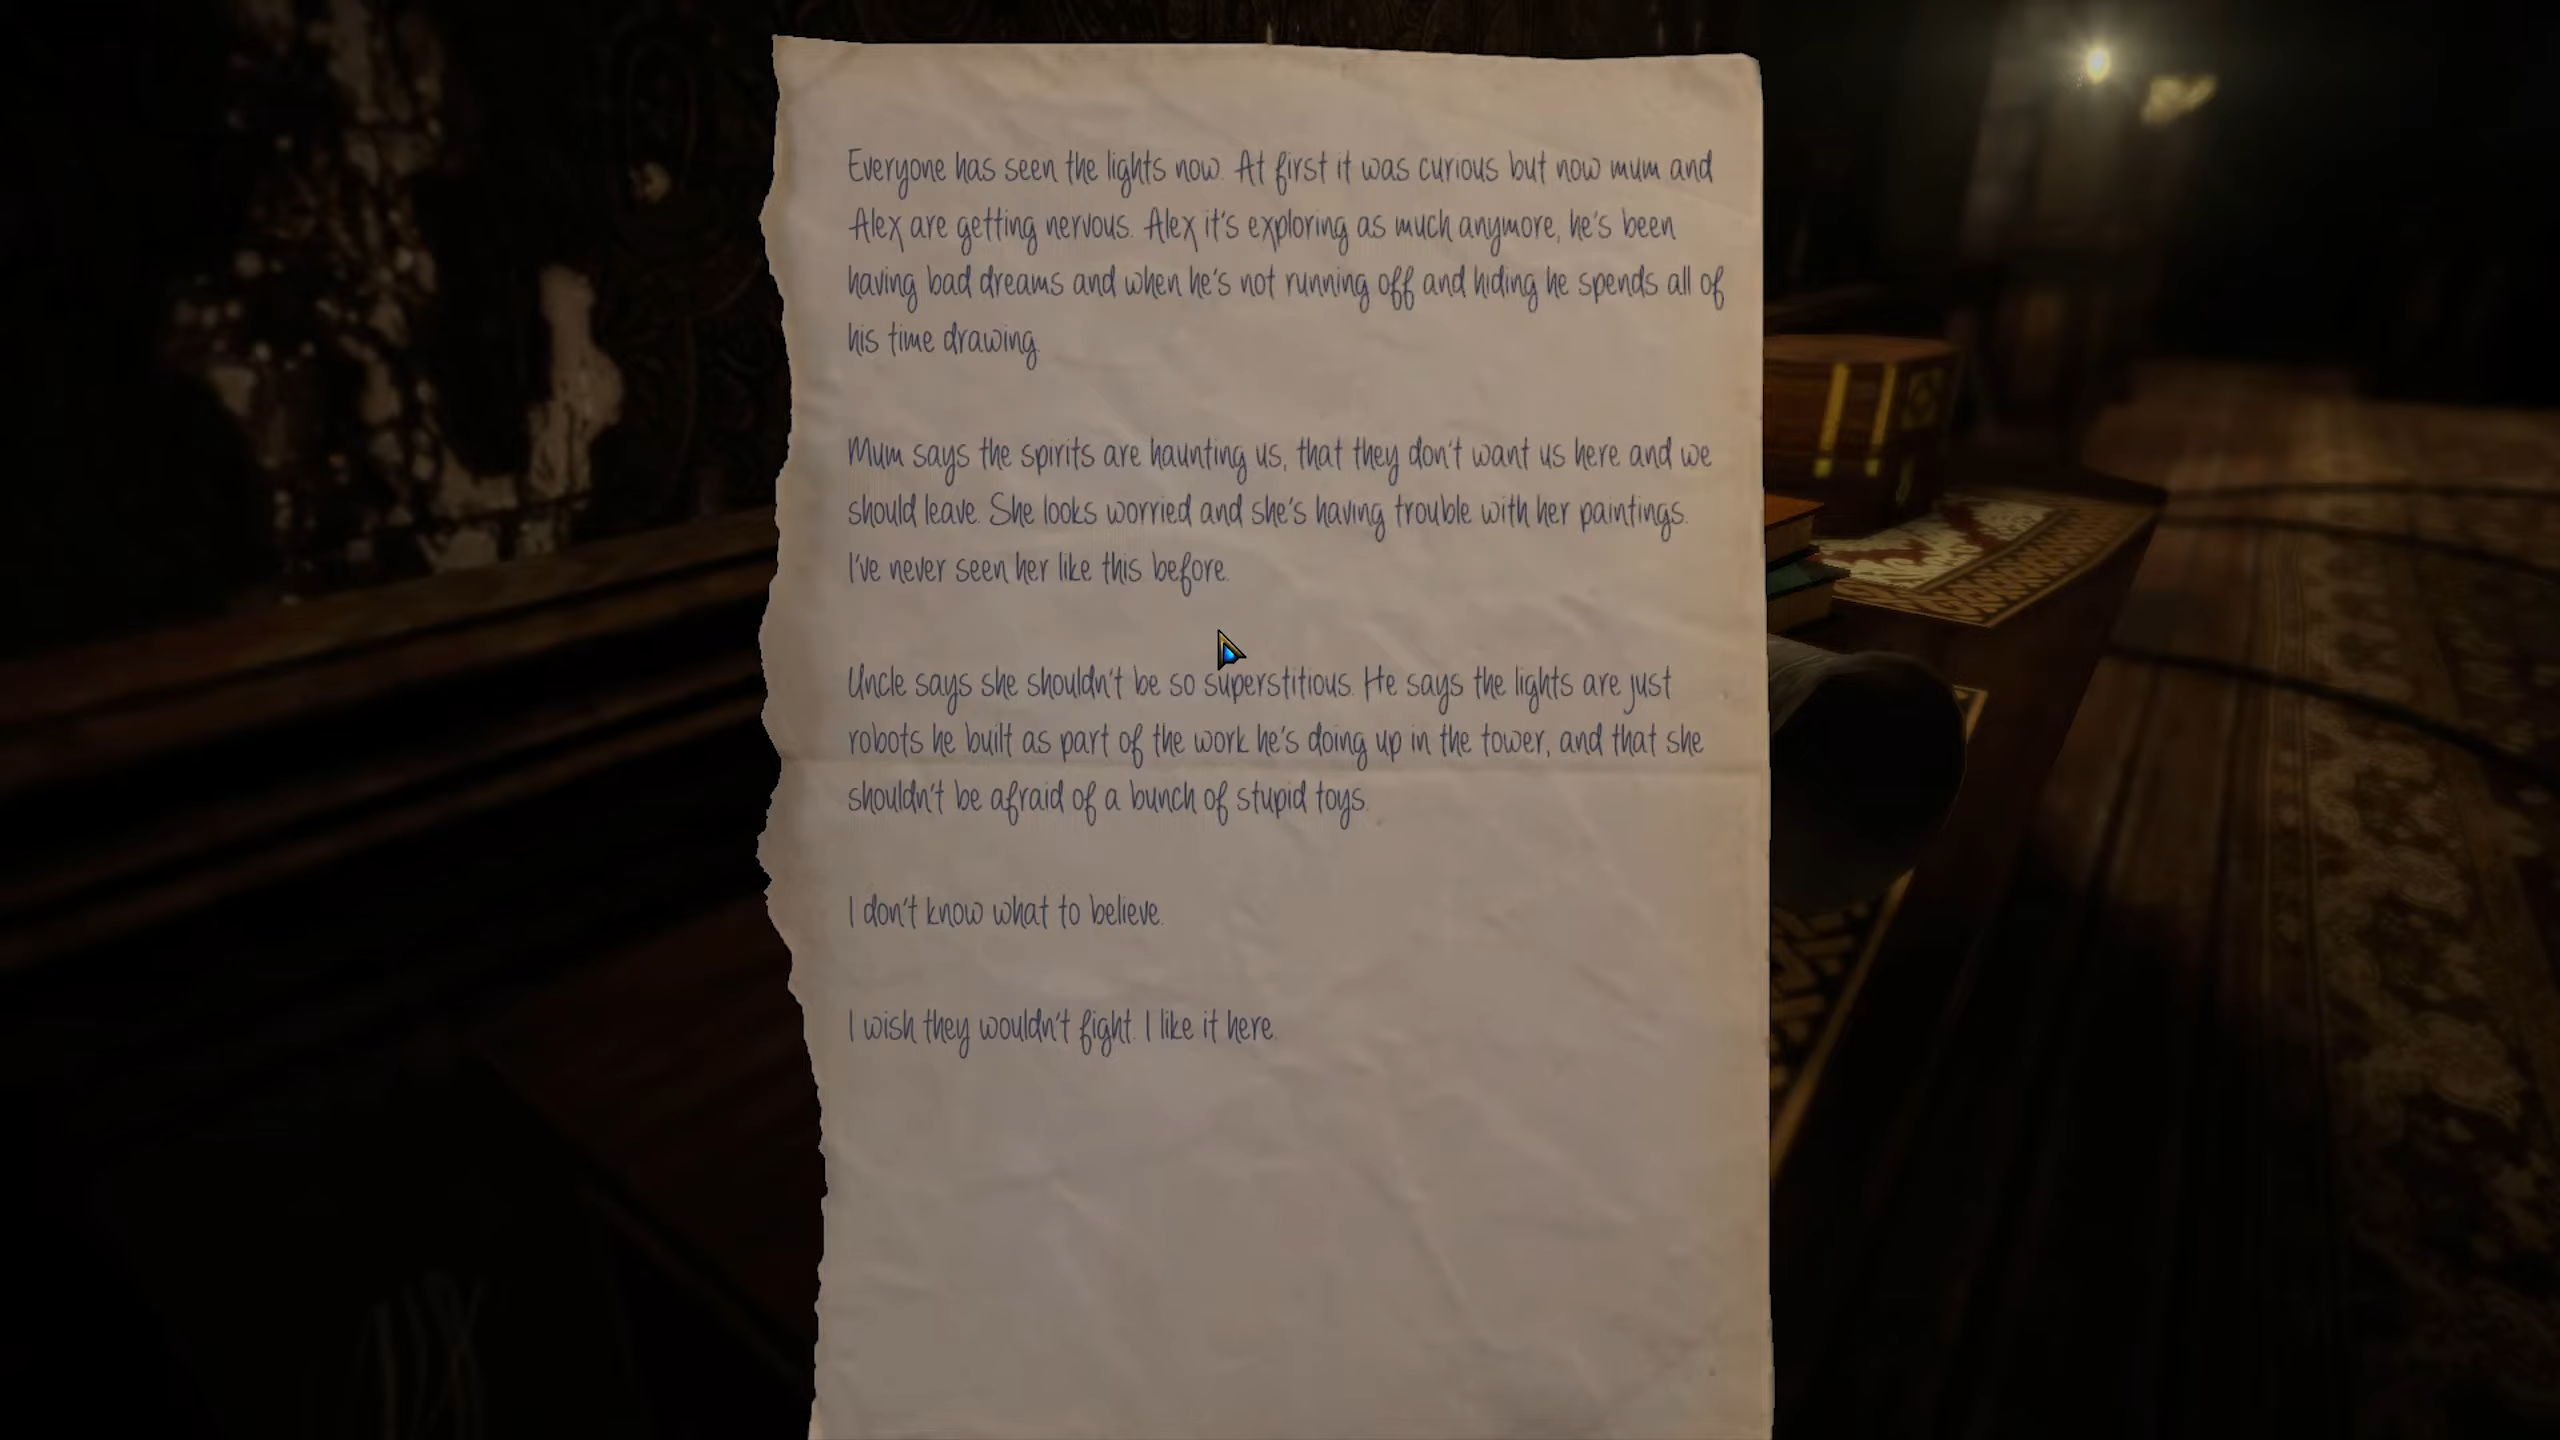 Everyone has seen the lights now. At first it was curious but now mum and
Alex are getting nervous. Alex it's exploring as much anymore, he's been
having bad dreams and when he's not running off and hiding he spends all of
his time drawing.
Mum says the spirits are haunting us, that they don't want us here and we
should leave. She looks worried and she's having trouble with her paintings.
I've never seen her like this before.
Uncle says she shouldn't be so superstitious. He says the lights are just
robots he built as part of the work he's doing up in the tower, and that she
shouldn't be afraid of a bunch of stupid toys.
I don't know what to believe.
I wish they wouldn't fight. I like it here.